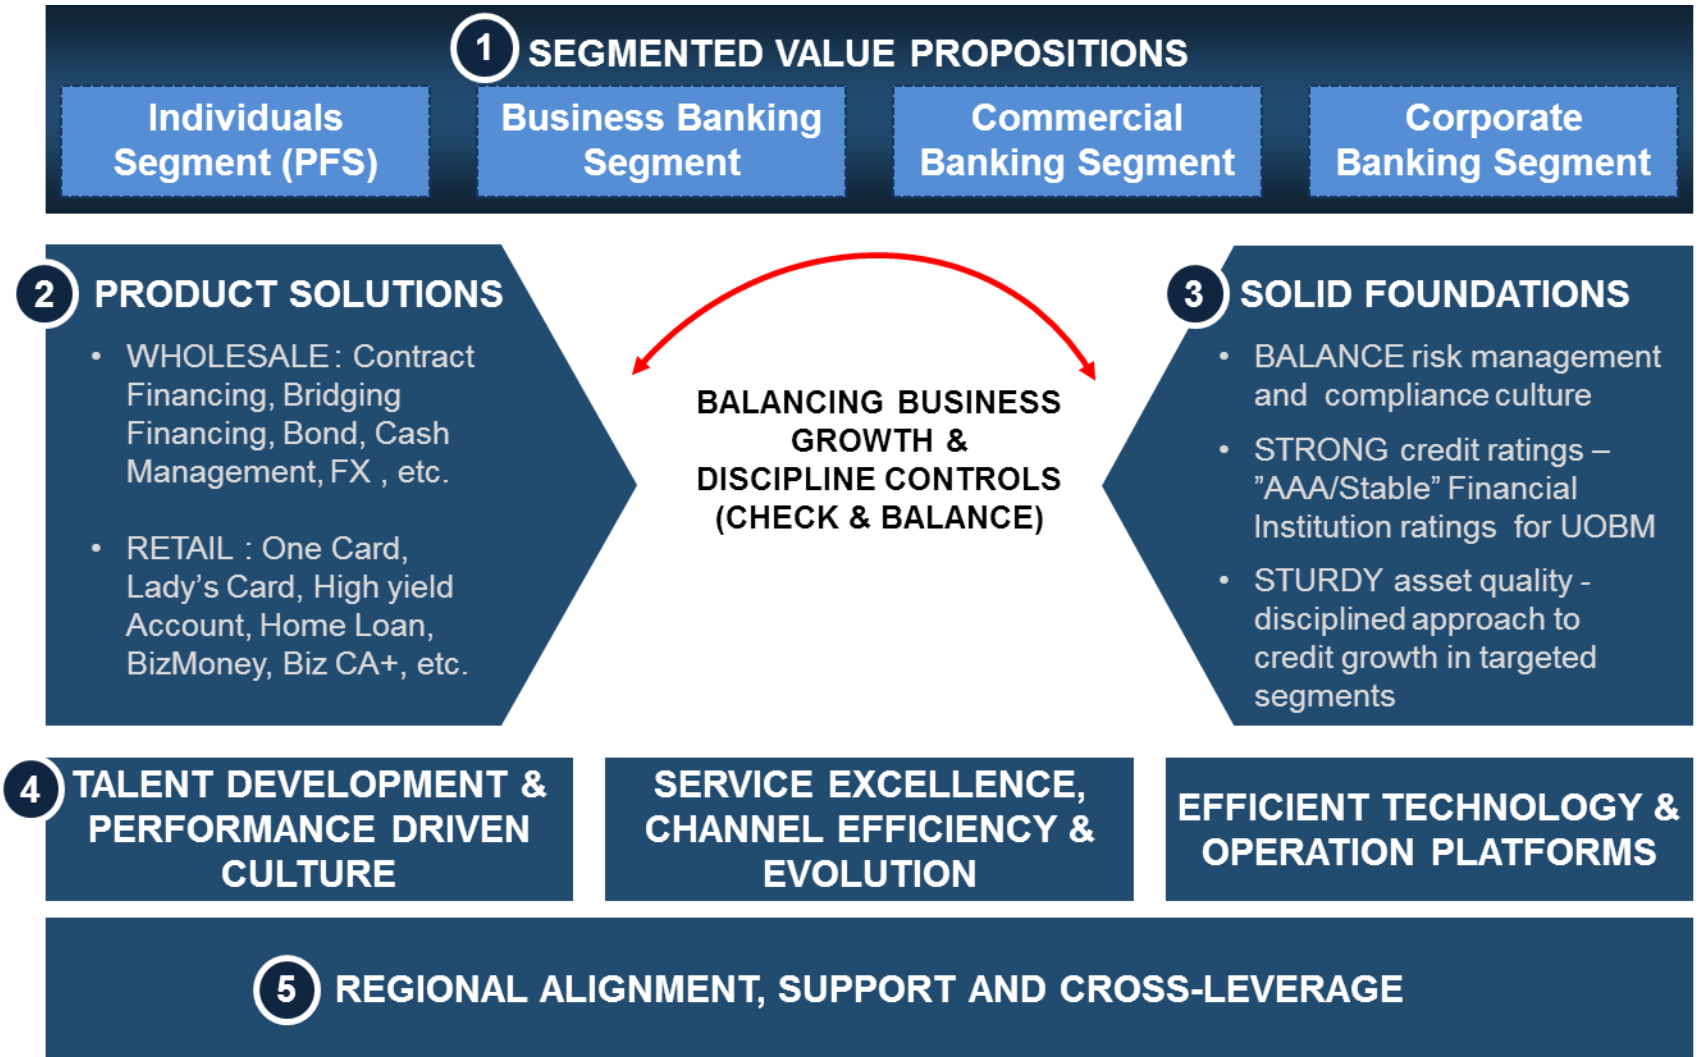 1 SEGMENTED VALUE PROPOSITIONS
Individuals
Segment (PFS)
Business Banking
Segment
Commercial
Banking Segment
Corporate
Banking Segment
2 PRODUCT SOLUTIONS
• WHOLESALE : Contract
Financing, Bridging
Financing, Bond, Cash
Management, FX , etc.
• RETAIL : One Card,
Lady’s Card, High yield
Account, Home Loan,
BizMoney, Biz CA+, etc.
BALANCING BUSINESS
GROWTH &
DISCIPLINE CONTROLS
(CHECK & BALANCE)
3 SOLID FOUNDATIONS
• BALANCE risk management
and compliance culture
• STRONG credit ratings –
”AAA/Stable” Financial
Institution ratings for UOBM
• STURDY asset quality -
disciplined approach to
credit growth in targeted
segments
4 TALENT DEVELOPMENT &
PERFORMANCE DRIVEN
CULTURE
SERVICE EXCELLENCE,
CHANNEL EFFICIENCY &
EVOLUTION
EFFICIENT TECHNOLOGY &
OPERATION PLATFORMS
5 REGIONAL ALIGNMENT, SUPPORT AND CROSS-LEVERAGE